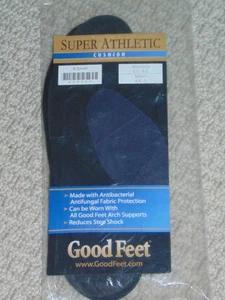 SUPER ATHLETIC
CUSHION
Made with Antibacterial
Antifungal Fabric Protection
Can be Worn With
All Good Feet Arch Supports
Reduces Step Shock
Good Feet
www.GoodFeet.com